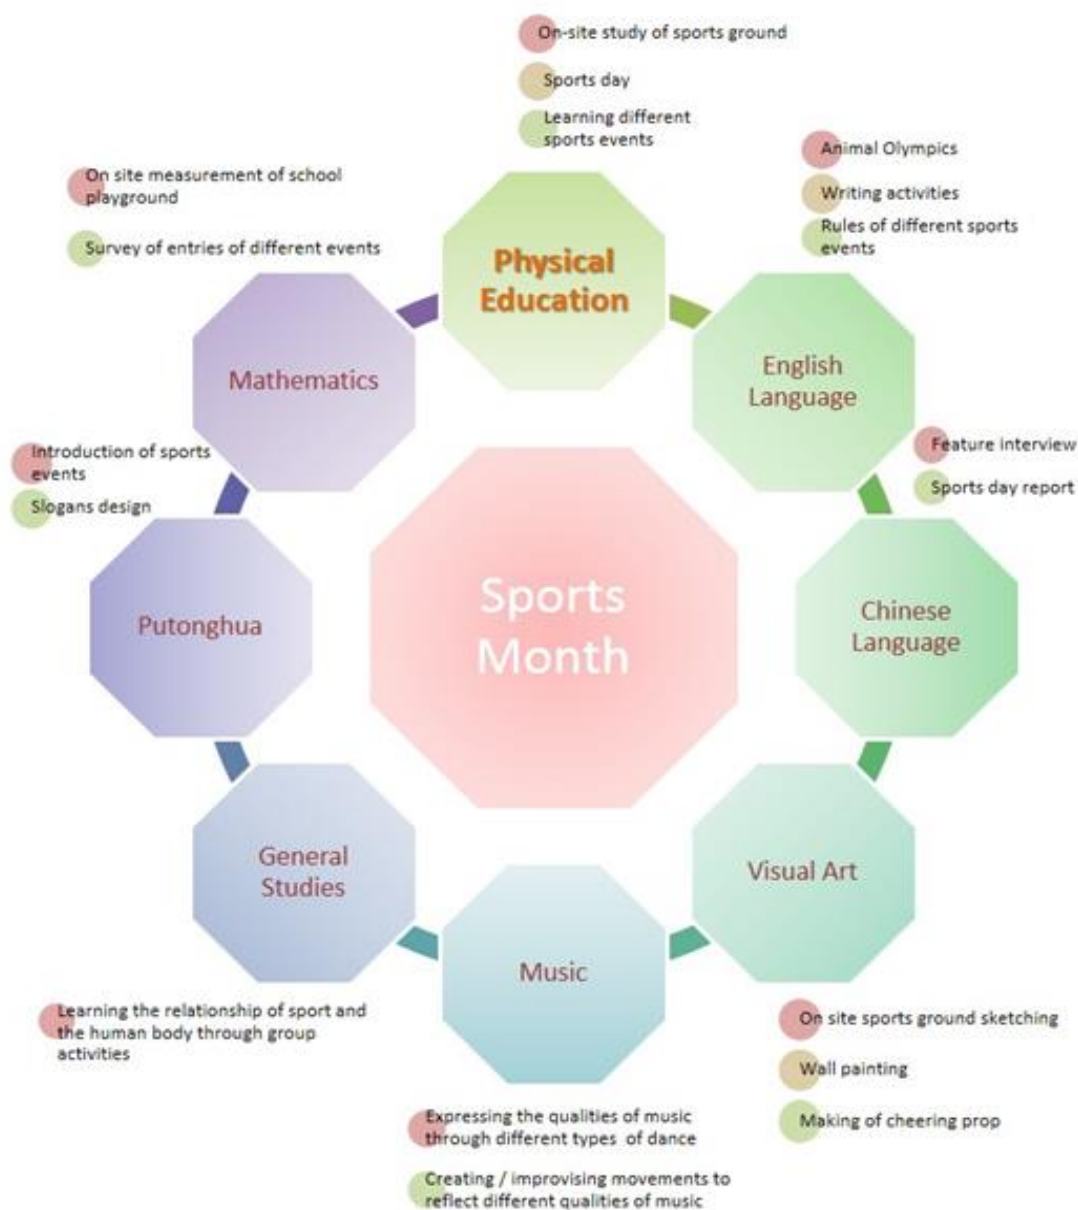 On-site study of sports ground
Sports day
Learning different
sports events
Physical
Education
Animal Olympics
Writing activities
Rules of different sports
events
English
Language
Feature interview
Sports day report
Chinese
Language
Visual Art
On site sports ground sketching
Wall painting
Making of cheering prop
Music
Expressing the qualities of music
through different types of dance
Creating / improvising movements to
reflect different qualities of music
General
Studies
Learning the relationship of sport and
the human body through group
activities
Putonghua
Introduction of sports
events
Slogans design
Mathematics
On site measurement of school
playground
Survey of entries of different events
Sports
Month